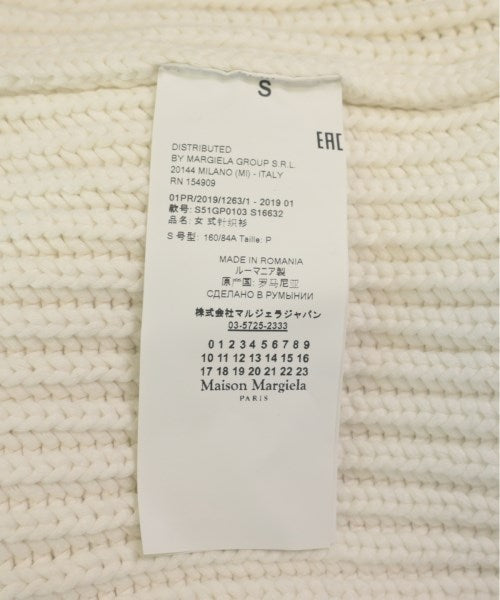 S
EAC
DISTRIBUTED
BY MARGIELA GROUP S.R.L.
20144 MILANO (MI) - ITALY
RN 154909
01PR/2019/1263/1 - 2019 01
款号: S51GP0103 S16632
品名: 女式针织衫
S 号型: 160/84A Taille: P
MADE IN ROMANIA
ルーマニア製
原产国: 罗马尼亚
СДЕЛАНО В РУМЫНИИ
株式会社マルジェラジャパン
03-5725-2333
0 1 2 3 4 5 6 7 8 9
10 11 12 13 14 15 16
17 18 19 20 21 22 23
Maison Margiela
PARIS